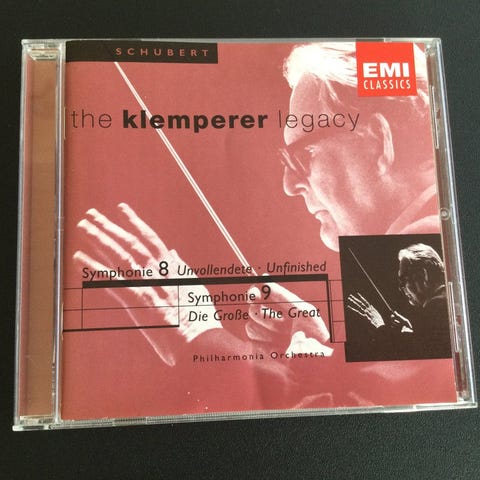 SCHUBERT
EMI
CLASSICS
the klemperer legacy
Symphonie 8 Unvollendete · Unfinished
Symphonie 9
Die Große · The Great
Philharmonia Orchestra